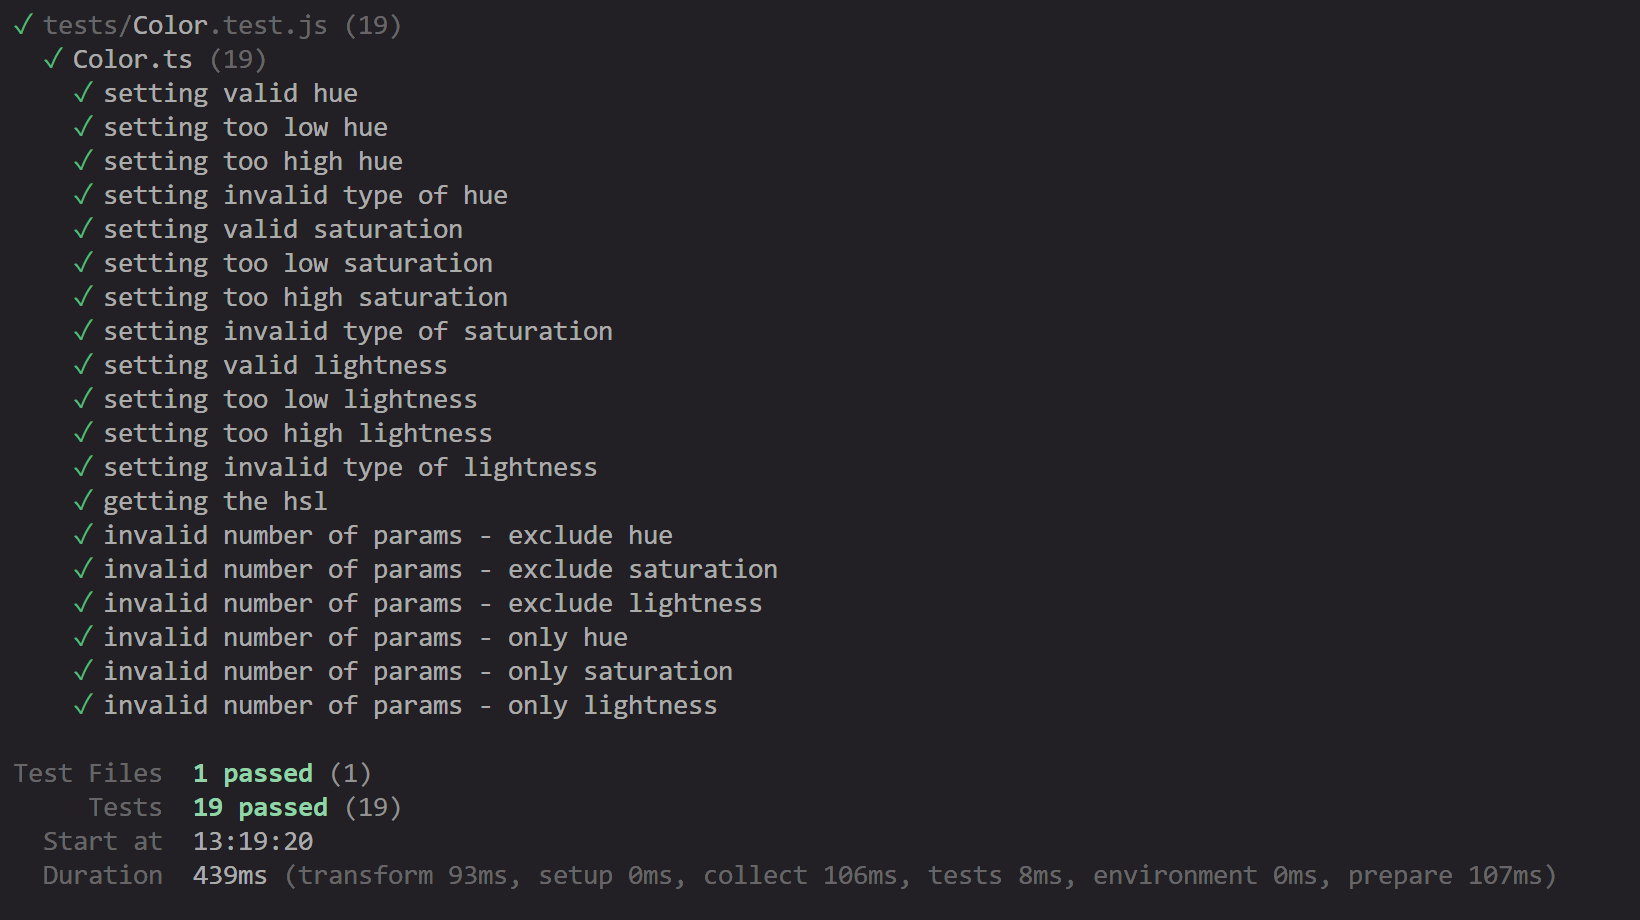 ✓ tests/Color.test.js (19)
✓ Color.ts (19)
✓ setting valid hue
✓ setting too low hue
✓ setting too high hue
✓ setting invalid type of hue
✓ setting valid saturation
✓ setting too low saturation
✓ setting too high saturation
✓ setting invalid type of saturation
✓ setting valid lightness
✓ setting too low lightness
✓ setting too high lightness
✓ setting invalid type of lightness
✓ getting the hsl
✓ invalid number of params - exclude hue
✓ invalid number of params - exclude saturation
✓ invalid number of params - exclude lightness
✓ invalid number of params - only hue
✓ invalid number of params - only saturation
✓ invalid number of params - only lightness
Test Files 1 passed (1)
Tests 19 passed (19)
Start at 13:19:20
Duration 439ms (transform 93ms, setup 0ms, collect 106ms, tests 8ms, environment 0ms, prepare 107ms)